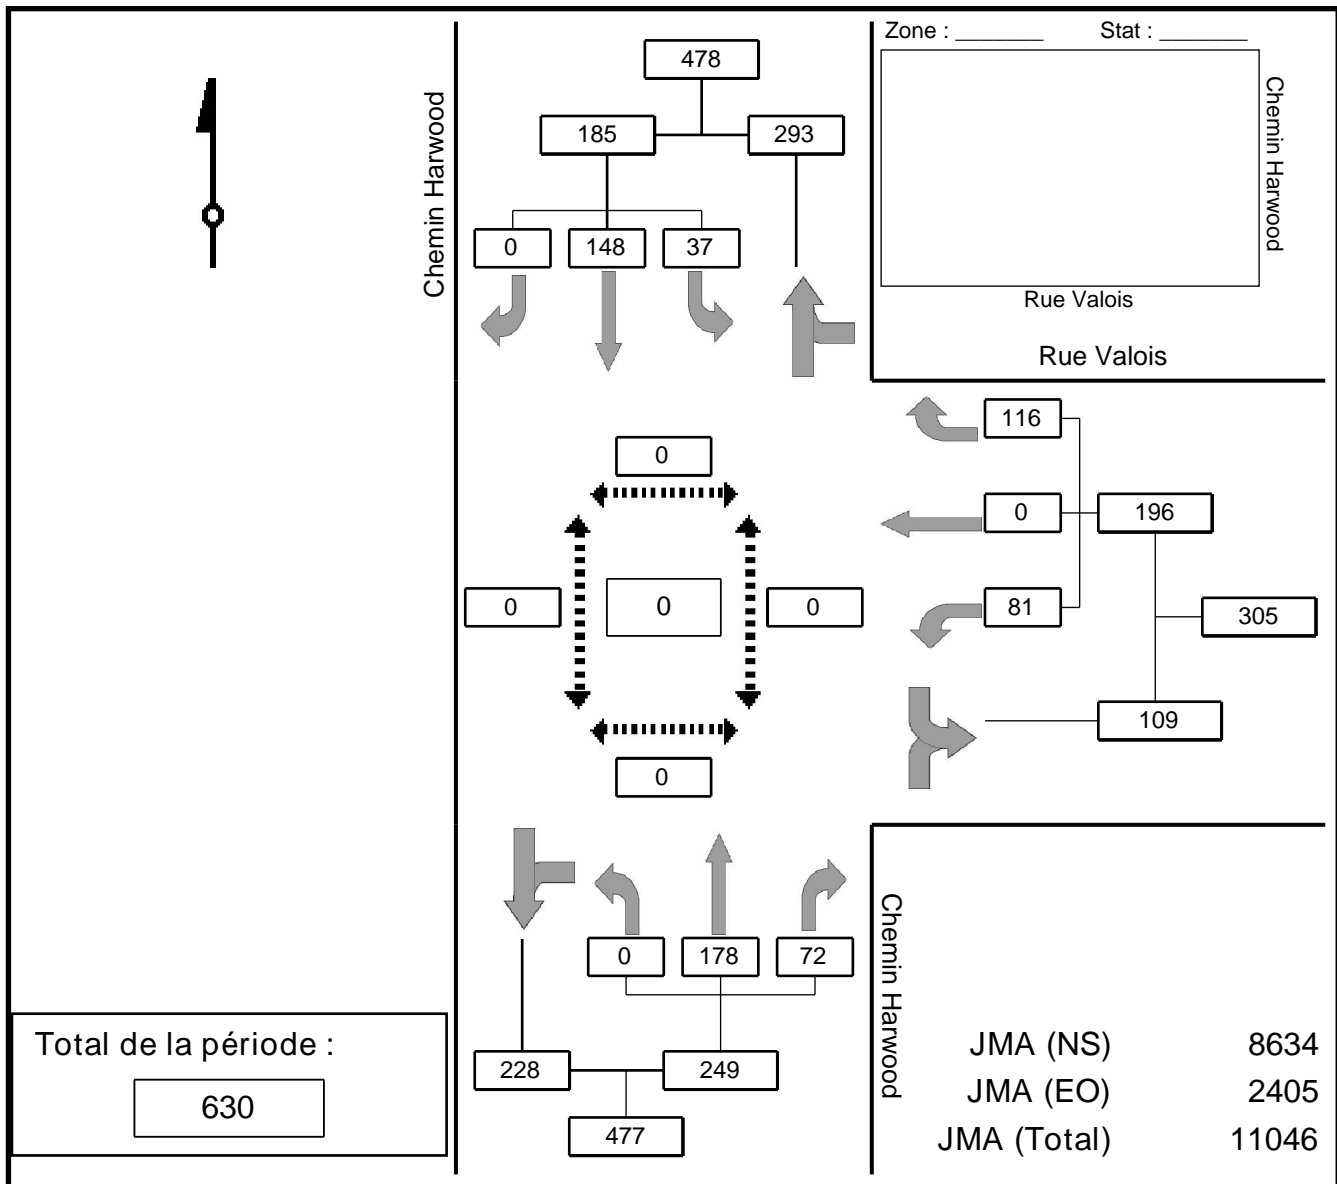 Zone : _______ Stat : _______
Chemin Harwood
Chemin Harwood
Rue Valois
Rue Valois
478
185 293
0 148 37
116
0
0 196
0 0 0
81
305
109
0
0 178 72
228 249
477
Chemin Harwood
Total de la période :
630
JMA (NS) 8634
JMA (EO) 2405
JMA (Total) 11046